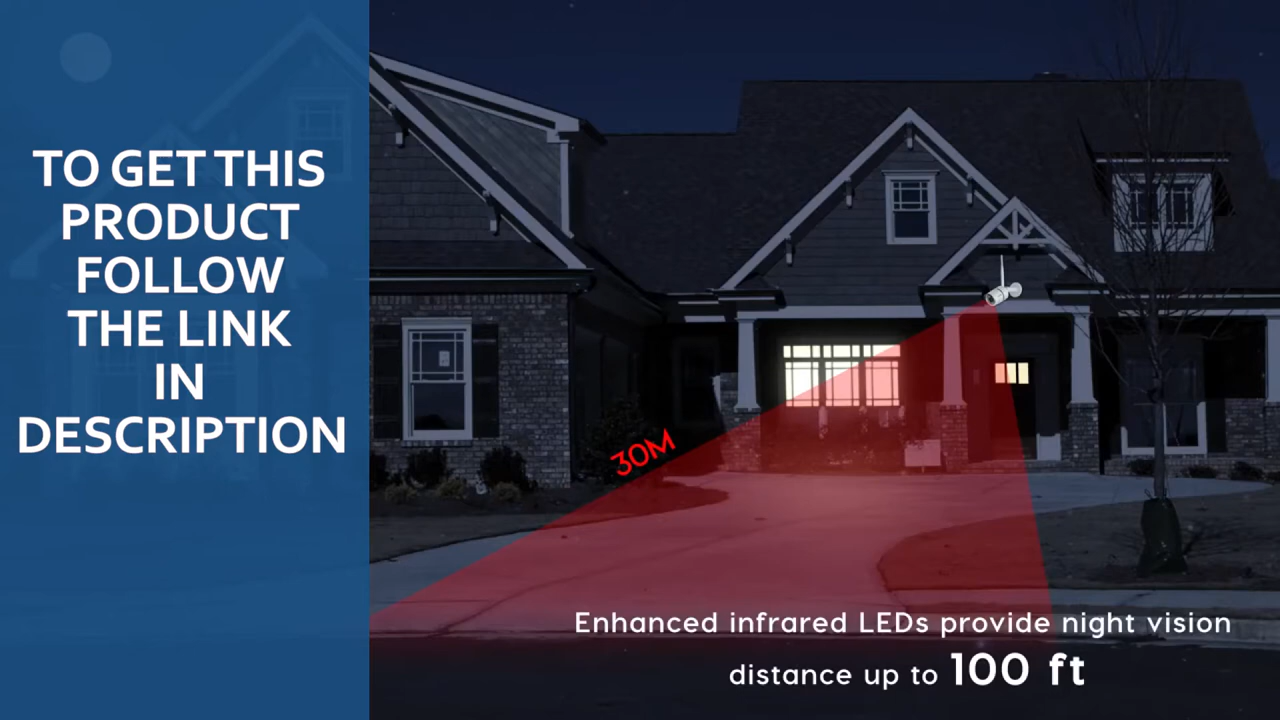 TO GET THIS
PRODUCT
FOLLOW
THE LINK
IN
DESCRIPTION
30M
Enhanced infrared LEDs provide night vision
distance up to 100 ft